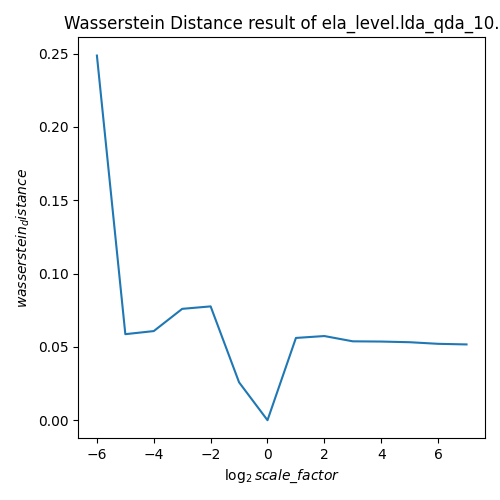 Wasserstein Distance result of ela_level.lda_qda_10.
0.25
0.20
0.15
0.10
0.05
0.00
wasserstein_distance
−6 −4 −2 0 2 4 6
log₂ scale_factor